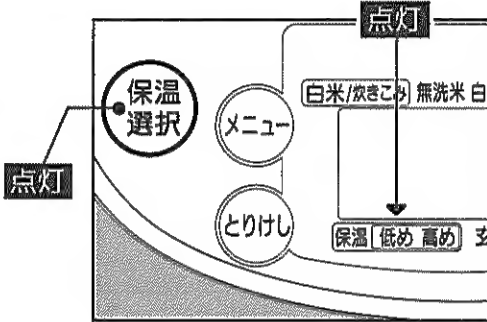 点灯
保温
選択
メニュー
白米/炊きこみ 無洗米 白
点灯
とりけし
保温 低め 高め 玄